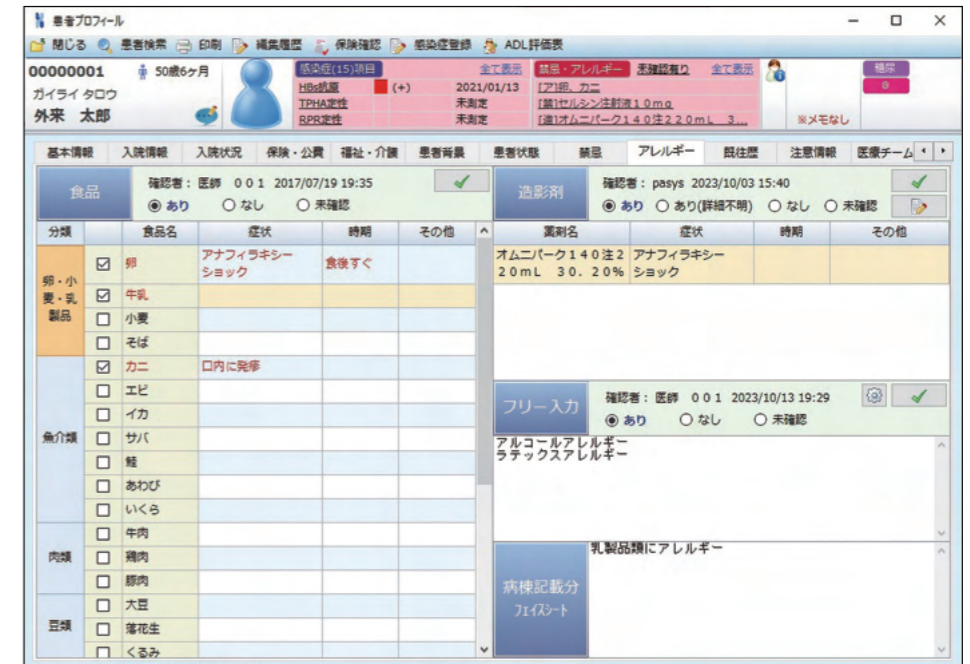 患者プロフィール
閉じる 患者検索 印刷 編集履歴 保険確認 感染症登録 ADL評価表
00000001 50歳6ヶ月
ガイライ タロウ
外来 太郎
感染症(15)項目 全て表示
HBs抗原 (+) 2021/01/13
TPHA定性 未測定
RPR定性 未測定
禁忌・アレルギー 未確認有り 全て表示
[ア]卵、カニ
[禁]セルシン注射液10mg
[造]オムニパーク140注220mL 3...
※メモなし
糖尿
基本情報 入院情報 入院状況 保険・公費 福祉・介護 患者背景 患者状態 禁忌 アレルギー 既往歴 注意情報 医療チーム
食品
確認者: 医師 001 2017/07/19 19:35
あり なし 未確認
分類 食品名 症状 時期 その他
卵・小麦・乳製品
卵 アナフィラキシーショック 食後すぐ
牛乳
小麦
そば
魚介類
カニ 口内に発疹
エビ
イカ
サバ
鮭
あわび
いくら
肉類
牛肉
鶏肉
豚肉
豆類
大豆
落花生
くるみ
造影剤
確認者: pasys 2023/10/03 15:40
あり あり(詳細不明) なし 未確認
薬剤名 症状 時期 その他
オムニパーク140注2 アナフィラキシー
20mL 30.20% ショック
フリー入力
確認者: 医師 001 2023/10/13 19:29
あり なし 未確認
アルコールアレルギー
ラテックスアレルギー
病棟記載分
フェイスシート
乳製品類にアレルギー